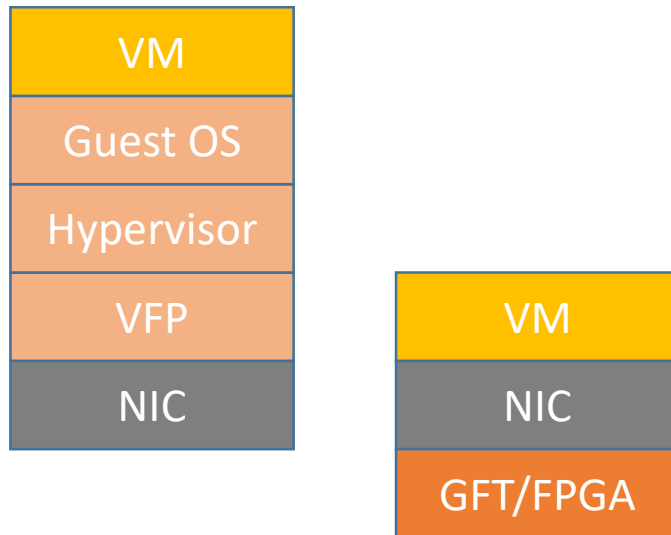 VM
Guest OS
Hypervisor
VFP
NIC
VM
NIC
GFT/FPGA